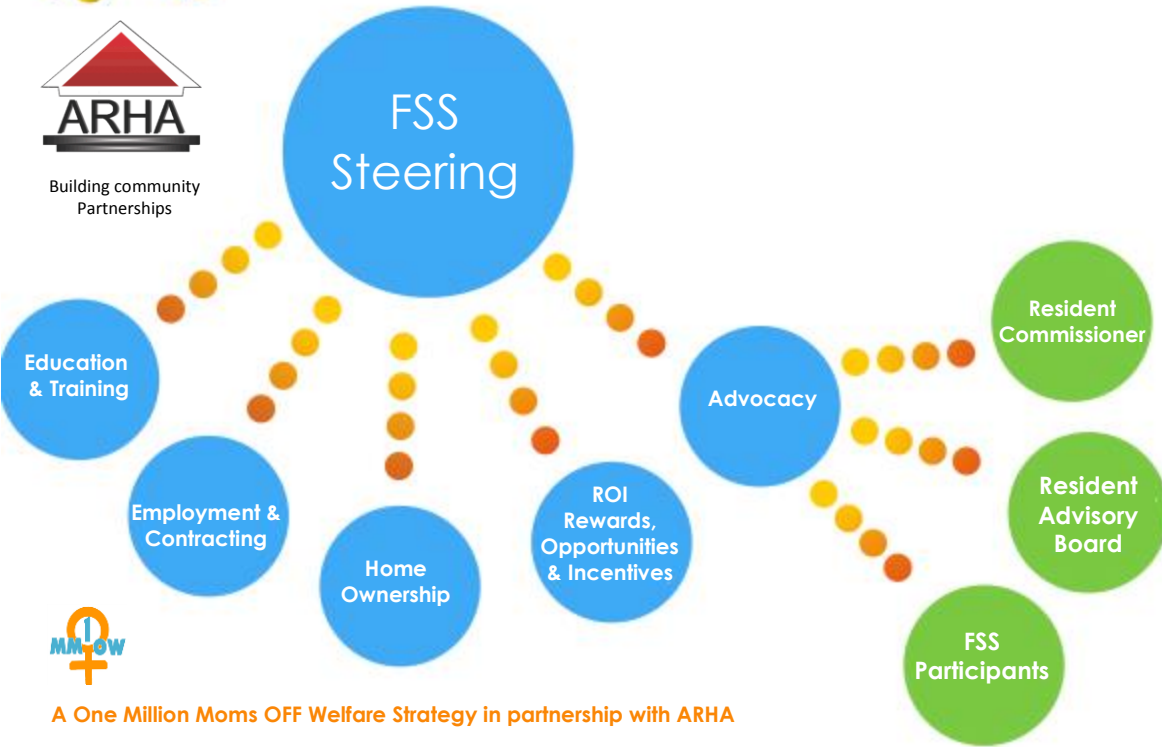 ARHA
Building community
Partnerships
FSS
Steering
Education
& Training
Employment &
Contracting
Home
Ownership
ROI
Rewards,
Opportunities
& Incentives
Advocacy
Resident
Commissioner
Resident
Advisory
Board
FSS
Participants
1
MM OW
A One Million Moms OFF Welfare Strategy in partnership with ARHA